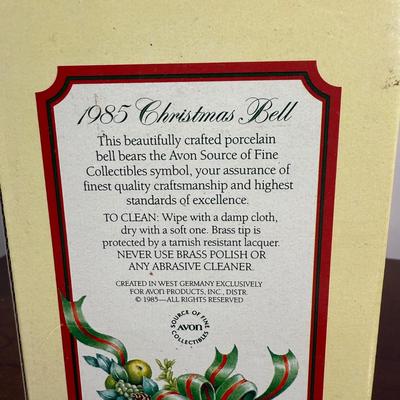 1985 Christmas Bell
This beautifully crafted porcelain
bell bears the Avon Source of Fine
Collectibles symbol, your assurance of
finest quality craftsmanship and highest
standards of excellence.
TO CLEAN: Wipe with a damp cloth,
dry with a soft one. Brass tip is
protected by a tarnish resistant lacquer.
NEVER USE BRASS POLISH OR
ANY ABRASIVE CLEANER.
CREATED IN WEST GERMANY EXCLUSIVELY
FOR AVON PRODUCTS, INC., DISTR.
© 1985—ALL RIGHTS RESERVED
SOURCE OF FINE
AVON
COLLECTIBLES